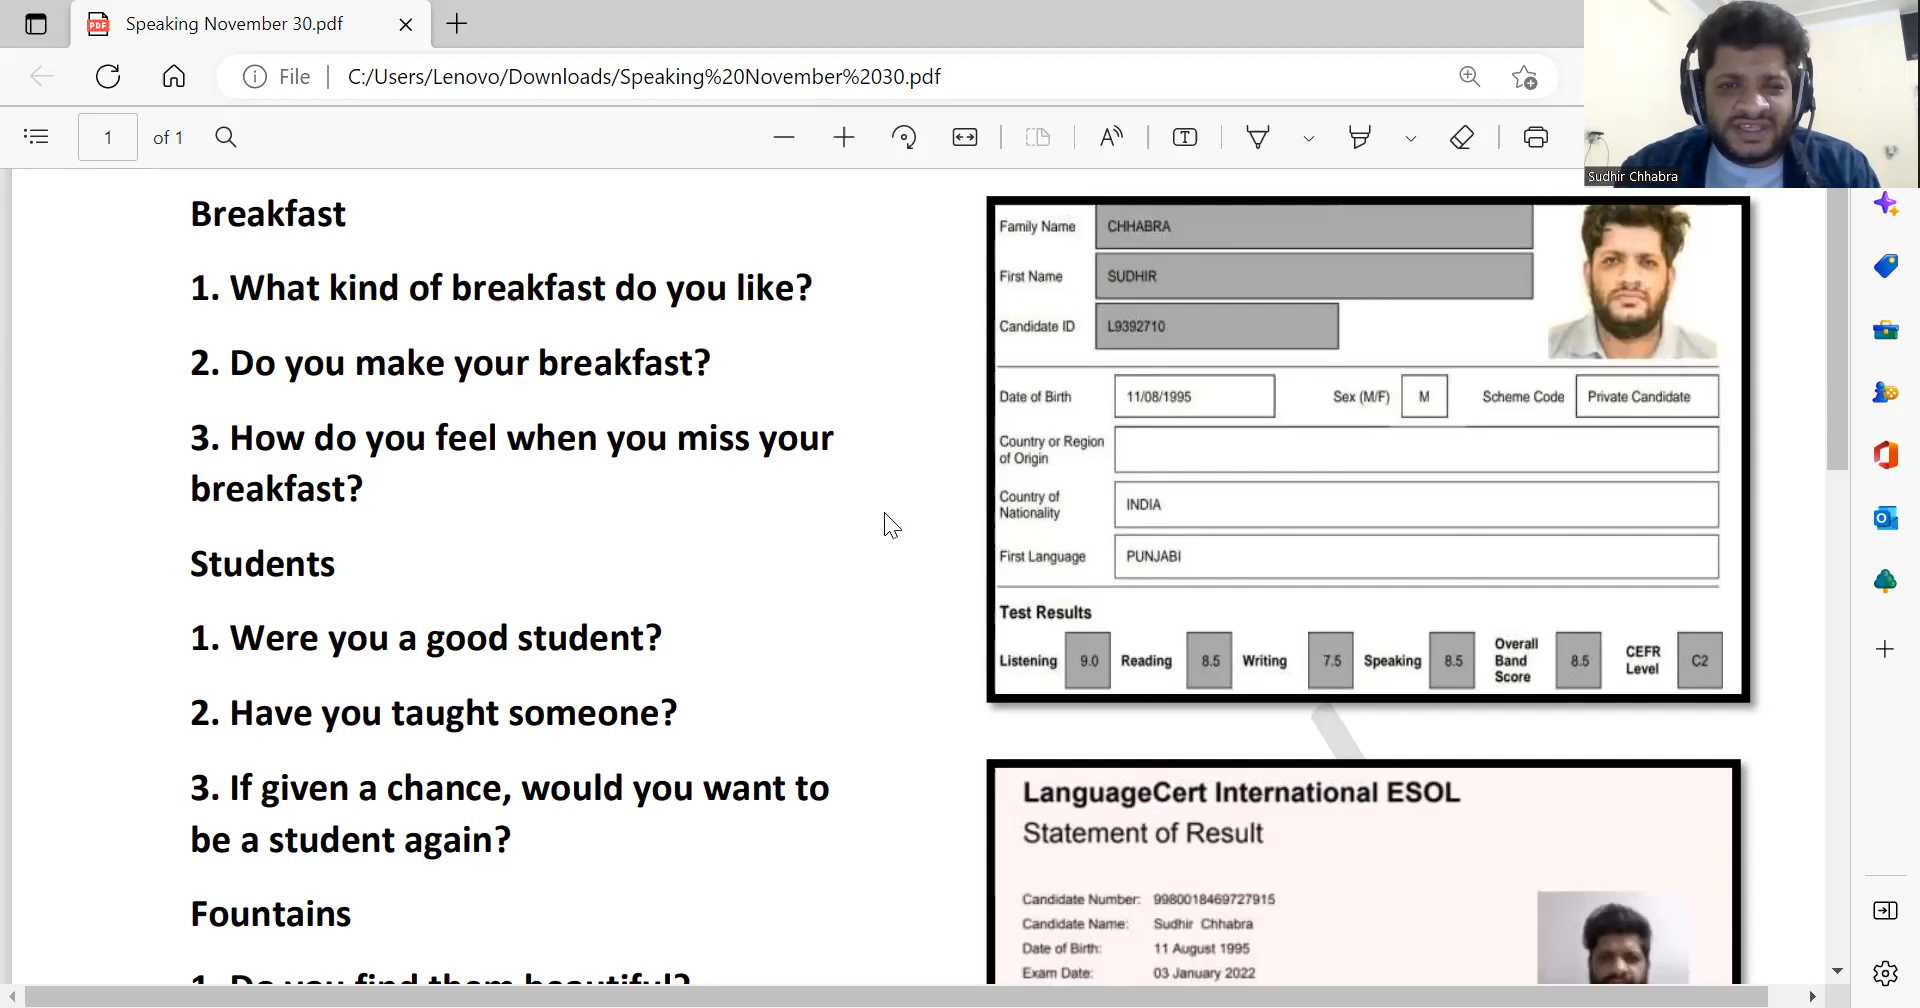 Speaking November 30.pdf
File
C:/Users/Lenovo/Downloads/Speaking%20November%2030.pdf
1 of 1
Sudhir Chhabra
Breakfast
1. What kind of breakfast do you like?
2. Do you make your breakfast?
3. How do you feel when you miss your
breakfast?
Students
1. Were you a good student?
2. Have you taught someone?
3. If given a chance, would you want to
be a student again?
Fountains
1. Do you find them beautiful?
Family Name CHHABRA
First Name SUDHIR
Candidate ID L9392710
Date of Birth 11/08/1995 Sex (M/F) M Scheme Code Private Candidate
Country or Region
of Origin
Country of
Nationality INDIA
First Language PUNJABI
Test Results
Listening 9.0 Reading 8.5 Writing 7.5 Speaking 8.5 Overall Band Score 8.5 CEFR Level C2
LanguageCert International ESOL
Statement of Result
Candidate Number: 9980018469727915
Candidate Name: Sudhir Chhabra
Date of Birth: 11 August 1995
Exam Date: 03 January 2022